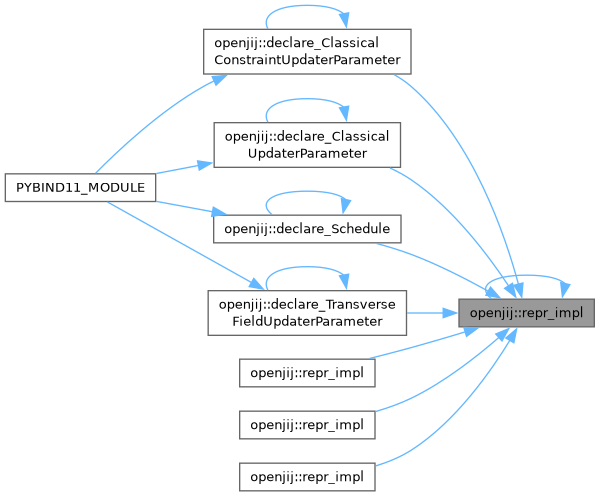 openjij::declare_Classical
ConstraintUpdaterParameter
openjij::declare_Classical
UpdaterParameter
PYBIND11_MODULE
openjij::declare_Schedule
openjij::declare_Transverse
FieldUpdaterParameter
openjij::repr_impl
openjij::repr_impl
openjij::repr_impl
openjij::repr_impl